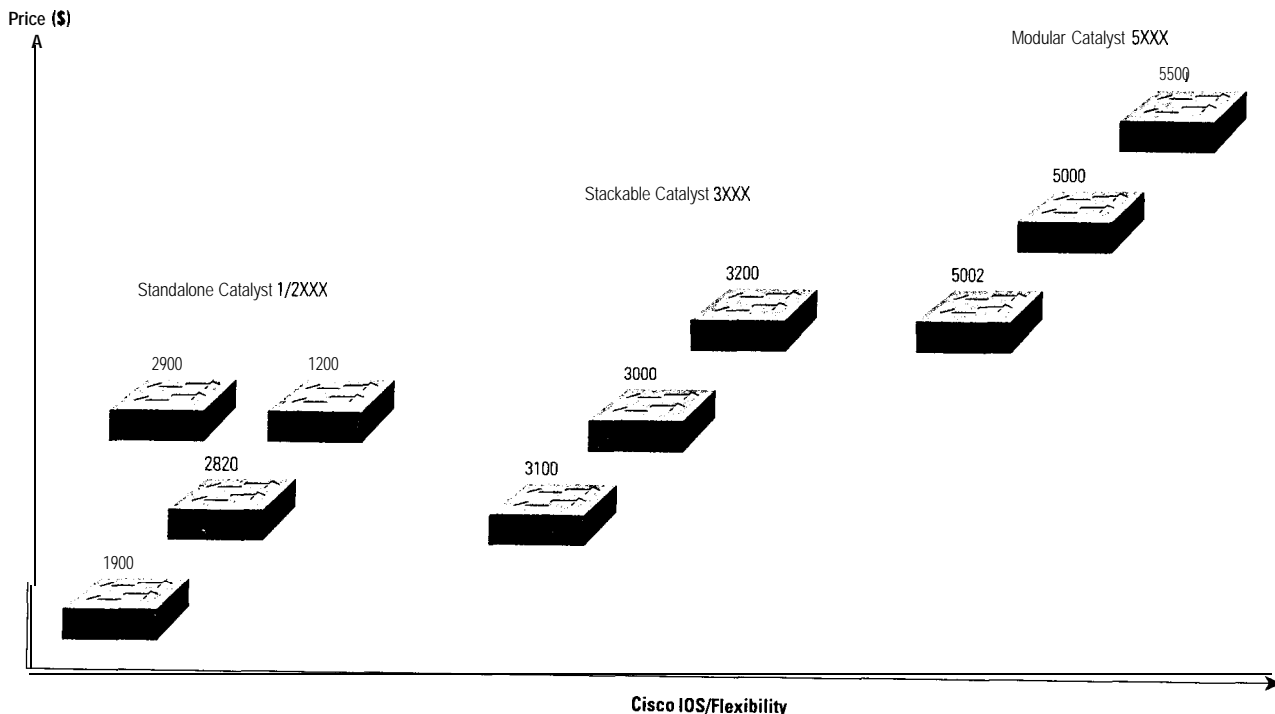 Price ($)
A
Modular Catalyst 5XXX
5500
5000
Stackable Catalyst 3XXX
3200
5002
Standalone Catalyst 1/2XXX
2900
1200
3000
2820
3100
1900
Cisco IOS/Flexibility